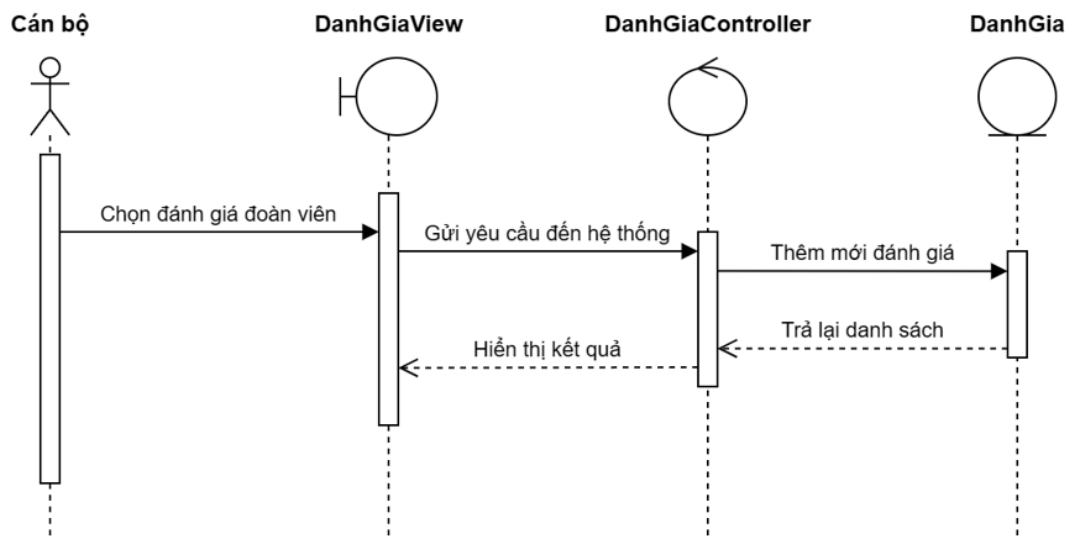 Cán bộ
DanhGiaView
DanhGiaController
DanhGia
Chọn đánh giá đoàn viên
Gửi yêu cầu đến hệ thống
Thêm mới đánh giá
Trả lại danh sách
Hiển thị kết quả